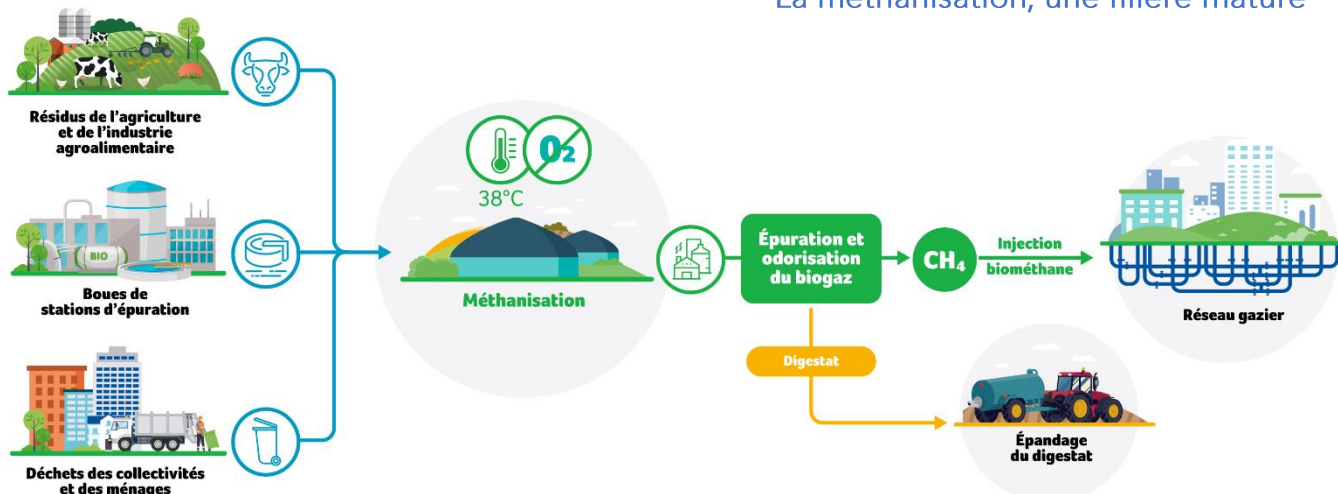 La méthanisation, une filière mature
Résidus de l'agriculture
et de l'industrie
agroalimentaire
BIO
Boues de
stations d'épuration
Déchets des collectivités
et des ménages
O₂
38°C
Méthanisation
Épuration et
odorisation
du biogaz
CH₄
Injection
biométhane
Réseau gazier
Digestat
Épandage
du digestat